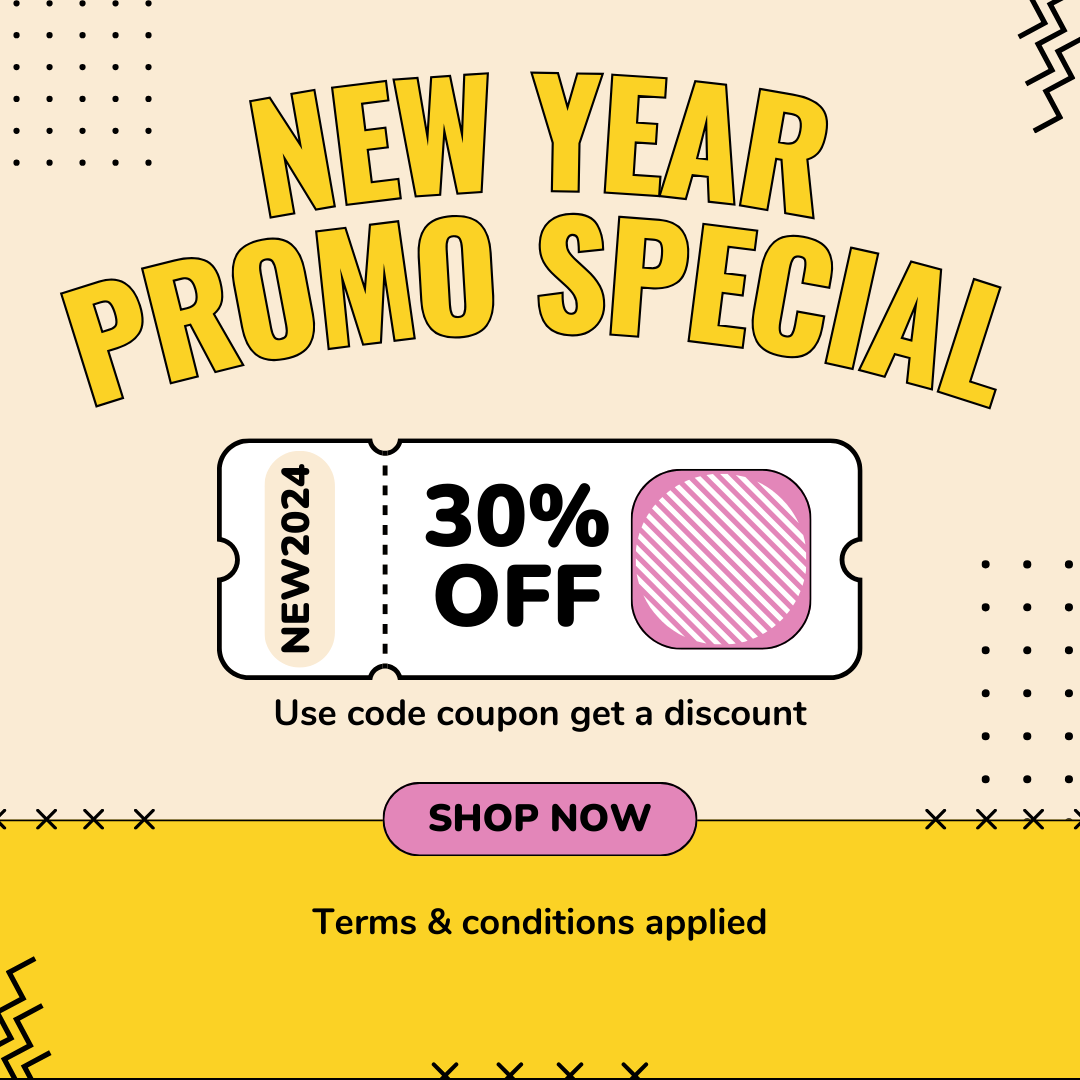 NEW YEAR
PROMO SPECIAL
NEW2024
30%
OFF
Use code coupon get a discount
SHOP NOW
Terms & conditions applied